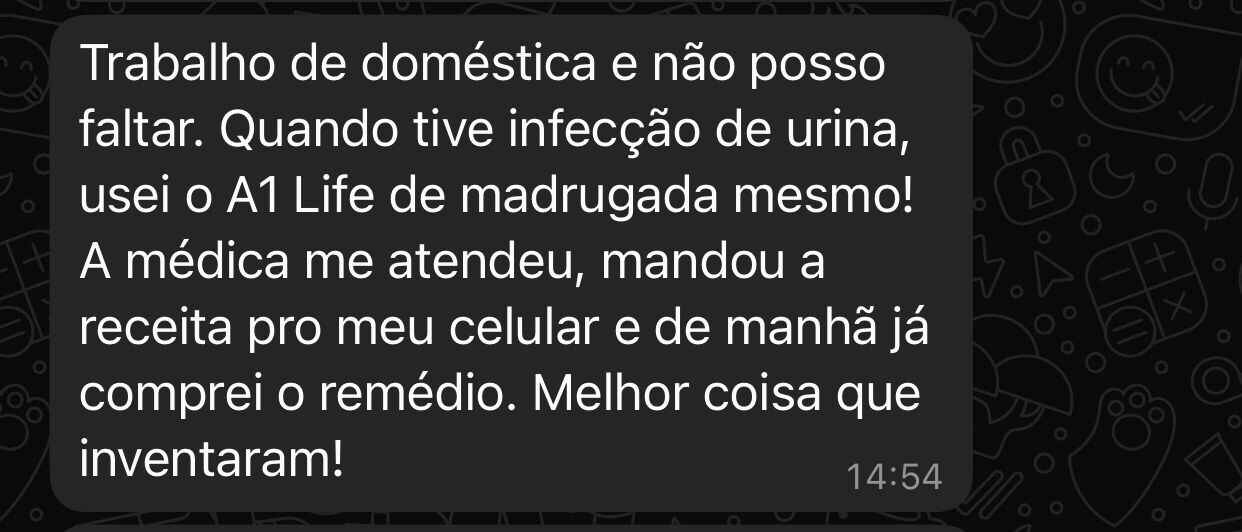 Trabalho de doméstica e não posso
faltar. Quando tive infecção de urina,
usei o A1 Life de madrugada mesmo!
A médica me atendeu, mandou a
receita pro meu celular e de manhã já
comprei o remédio. Melhor coisa que
inventaram!
14:54